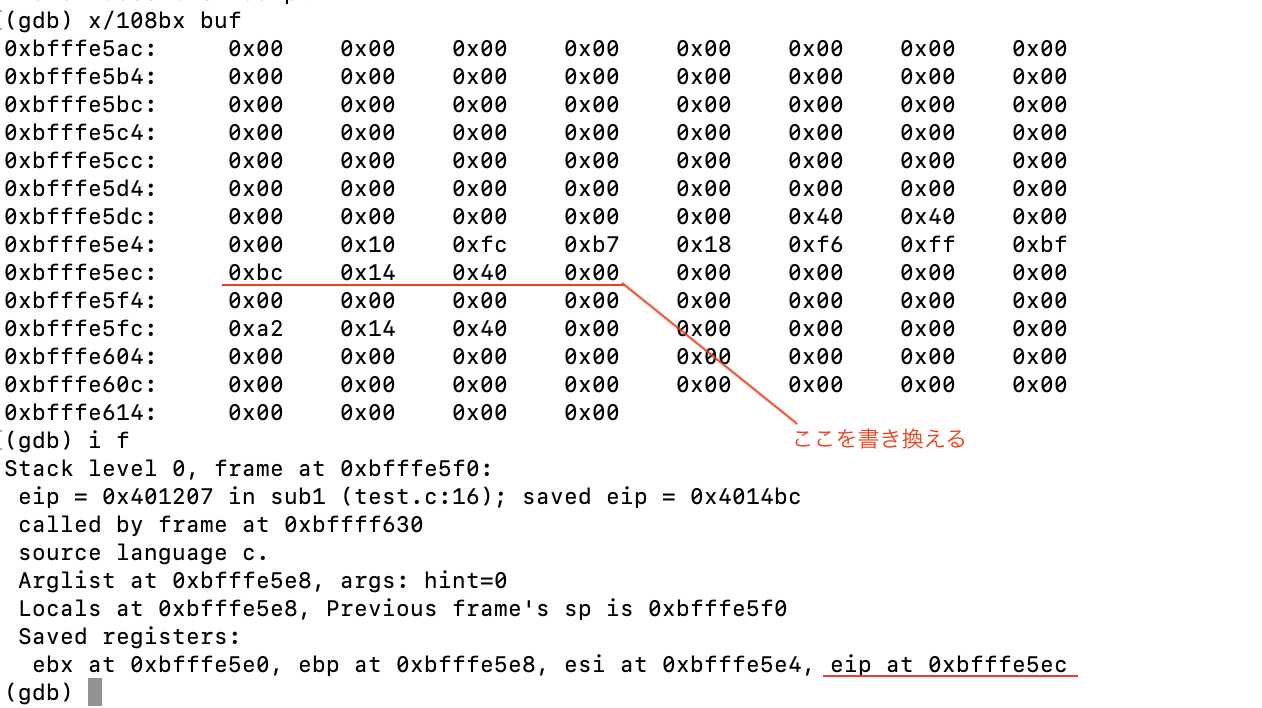 (gdb) x/108bx buf
0xbfffe5ac: 0x00 0x00 0x00 0x00 0x00 0x00 0x00 0x00
0xbfffe5b4: 0x00 0x00 0x00 0x00 0x00 0x00 0x00 0x00
0xbfffe5bc: 0x00 0x00 0x00 0x00 0x00 0x00 0x00 0x00
0xbfffe5c4: 0x00 0x00 0x00 0x00 0x00 0x00 0x00 0x00
0xbfffe5cc: 0x00 0x00 0x00 0x00 0x00 0x00 0x00 0x00
0xbfffe5d4: 0x00 0x00 0x00 0x00 0x00 0x00 0x00 0x00
0xbfffe5dc: 0x00 0x00 0x00 0x00 0x00 0x40 0x40 0x00
0xbfffe5e4: 0x00 0x10 0xfc 0xb7 0x18 0xf6 0xff 0xbf
0xbfffe5ec: 0xbc 0x14 0x40 0x00 0x00 0x00 0x00 0x00
0xbfffe5f4: 0x00 0x00 0x00 0x00 0x00 0x00 0x00 0x00
0xbfffe5fc: 0xa2 0x14 0x40 0x00 0x00 0x00 0x00 0x00
0xbfffe604: 0x00 0x00 0x00 0x00 0x00 0x00 0x00 0x00
0xbfffe60c: 0x00 0x00 0x00 0x00 0x00 0x00 0x00 0x00
0xbfffe614: 0x00 0x00 0x00 0x00
ここを書き換える
(gdb) i f
Stack level 0, frame at 0xbfffe5f0:
eip = 0x401207 in sub1 (test.c:16); saved eip = 0x4014bc
called by frame at 0xbffff630
source language c.
Arglist at 0xbfffe5e8, args: hint=0
Locals at 0xbfffe5e8, Previous frame's sp is 0xbfffe5f0
Saved registers:
ebx at 0xbfffe5e0, ebp at 0xbfffe5e8, esi at 0xbfffe5e4, eip at 0xbfffe5ec
(gdb)